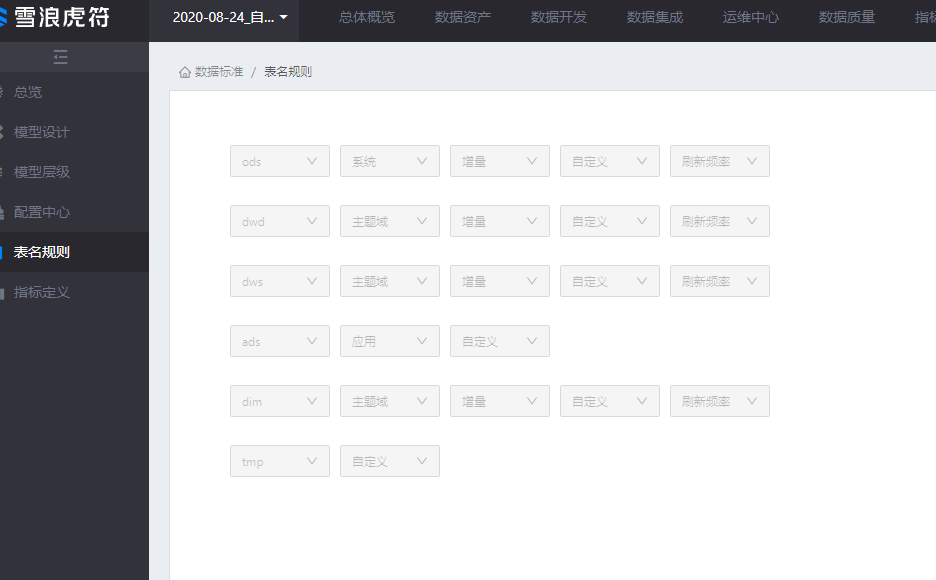 雪浪虎符 2020-08-24_自... 总体概览 数据资产 数据开发 数据集成 运维中心 数据质量
数据标准 / 表名规则
总览
模型设计
模型层级
配置中心
表名规则
指标定义
ods 系统 增量 自定义 刷新频率
dwd 主题域 增量 自定义 刷新频率
dws 主题域 增量 自定义 刷新频率
ads 应用 自定义
dim 主题域 增量 自定义 刷新频率
tmp 自定义